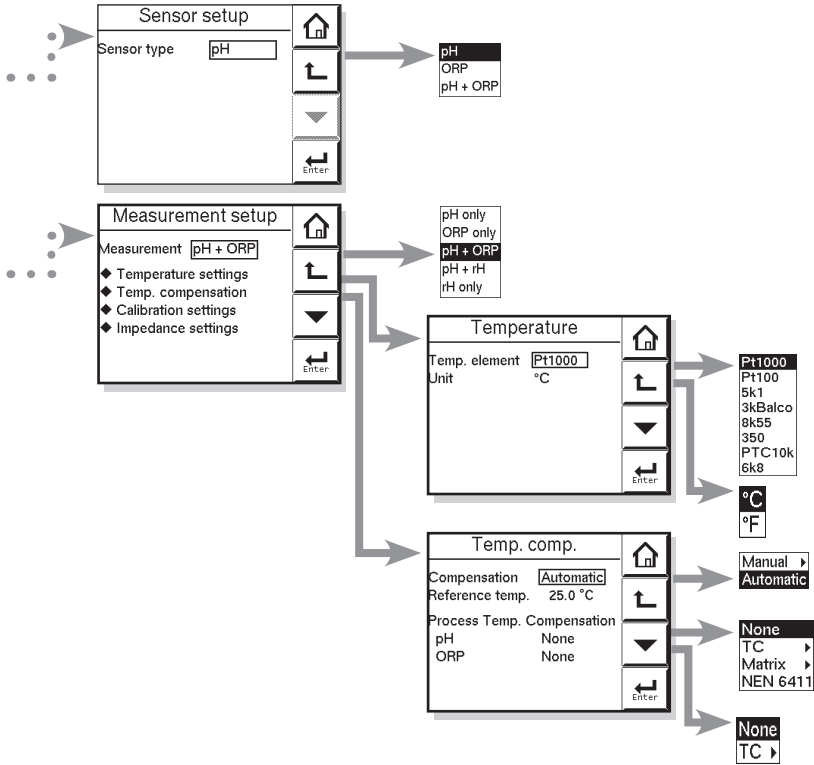 Sensor setup
Sensor type pH
Enter
pH
ORP
pH + ORP
Measurement setup
Measurement pH + ORP
◆ Temperature settings
◆ Temp. compensation
◆ Calibration settings
◆ Impedance settings
Enter
pH only
ORP only
pH + ORP
pH + rH
rH only
Temperature
Temp. element Pt1000
Unit °C
Enter
Pt1000
Pt100
5k1
3kBalco
8k55
350
PTC10k
6k8
°C
°F
Temp. comp.
Compensation Automatic
Reference temp. 25.0 °C
Process Temp. Compensation
pH None
ORP None
Enter
Manual
Automatic
None
TC
Matrix
NEN 6411
None
TC